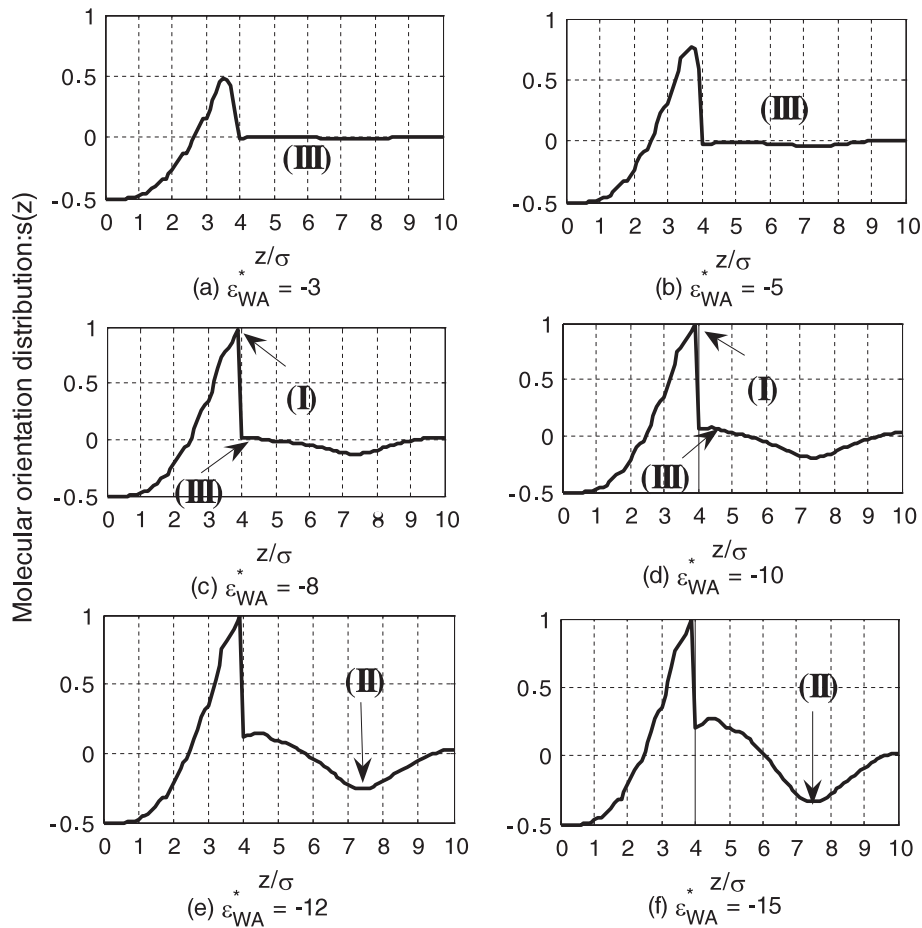 Molecular orientation distribution:s(z)
1
0.5
0
-0.5
0 1 2 3 4 5 6 7 8 9 10
(III)
z/σ
(a) ε*WA = -3
1
0.5
0
-0.5
0 1 2 3 4 5 6 7 8 9 10
(III)
z/σ
(b) ε*WA = -5
1
0.5
0
-0.5
0 1 2 3 4 5 6 7 8 9 10
(I)
(III)
z/σ
(c) ε*WA = -8
1
0.5
0
-0.5
0 1 2 3 4 5 6 7 8 9 10
(I)
(III)
z/σ
(d) ε*WA = -10
1
0.5
0
-0.5
0 1 2 3 4 5 6 7 8 9 10
(II)
z/σ
(e) ε*WA = -12
1
0.5
0
-0.5
0 1 2 3 4 5 6 7 8 9 10
(II)
z/σ
(f) ε*WA = -15